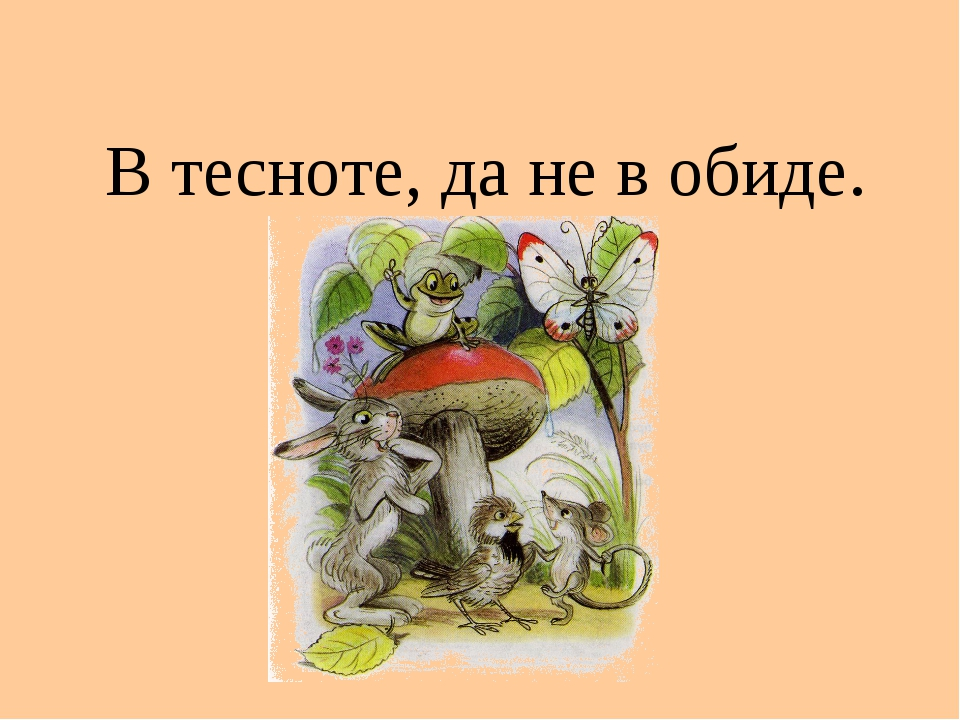 В тесноте, да не в обиде.